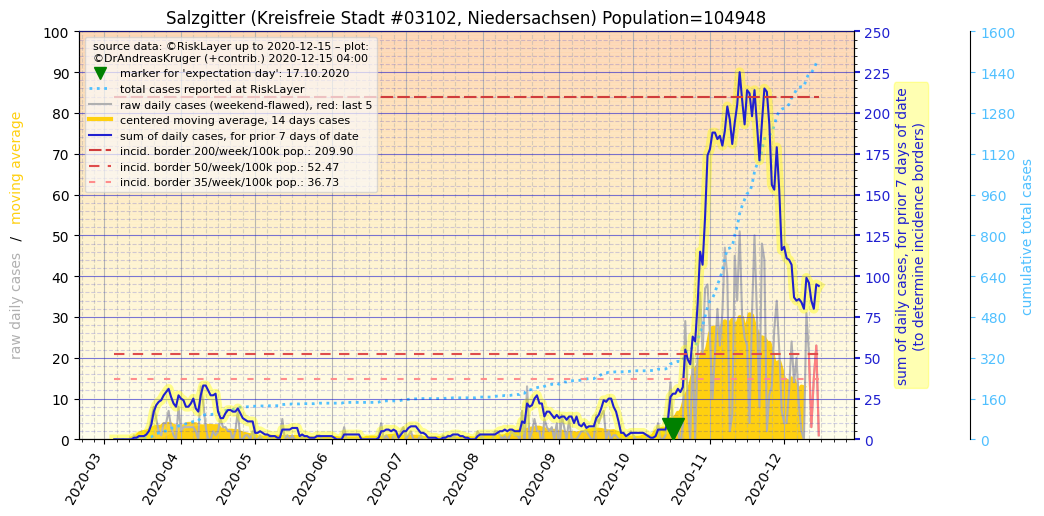 Salzgitter (Kreisfreie Stadt #03102, Niedersachsen) Population=104948
source data: ©RiskLayer up to 2020-12-15 – plot:
©DrAndreasKruger (+contrib.) 2020-12-15 04:00
marker for 'expectation day': 17.10.2020
total cases reported at RiskLayer
raw daily cases (weekend-flawed), red: last 5
centered moving average, 14 days cases
sum of daily cases, for prior 7 days of date
incid. border 200/week/100k pop.: 209.90
incid. border 50/week/100k pop.: 52.47
incid. border 35/week/100k pop.: 36.73
raw daily cases / moving average
100
90
80
70
60
50
40
30
20
10
0
2020-03
2020-04
2020-05
2020-06
2020-07
2020-08
2020-09
2020-10
2020-11
2020-12
250
225
200
175
150
125
100
75
50
25
0
sum of daily cases, for prior 7 days of date
(to determine incidence borders)
1600
1440
1280
1120
960
800
640
480
320
160
0
cumulative total cases